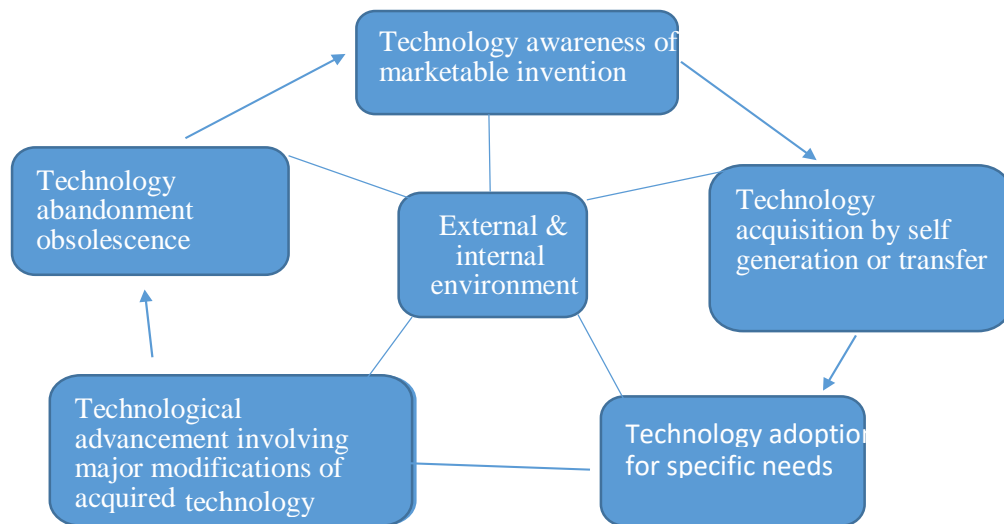 Technology awareness of
marketable invention
Technology
abandonment
obsolescence
External &
internal
environment
Technology
acquisition by self
generation or transfer
Technological
advancement involving
major modifications of
acquired technology
Technology adoption
for specific needs